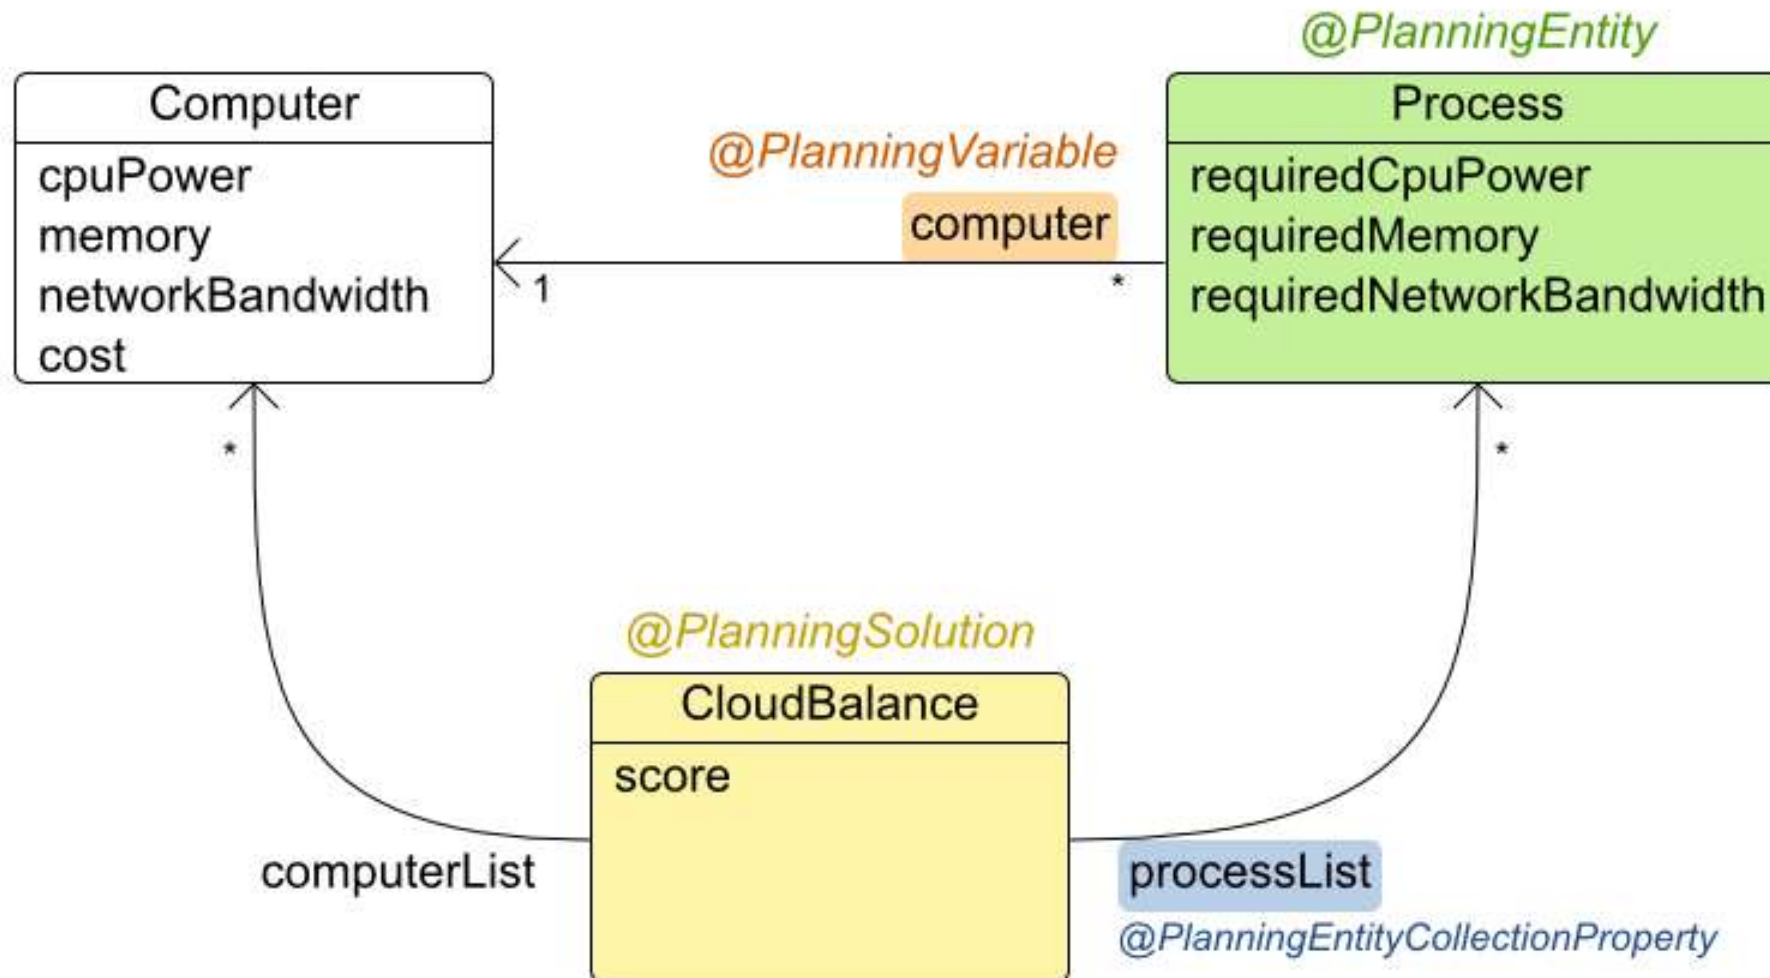 @PlanningEntity
Computer
cpuPower
memory
networkBandwidth
cost
@PlanningVariable
computer
1
*
Process
requiredCpuPower
requiredMemory
requiredNetworkBandwidth
*
*
@PlanningSolution
CloudBalance
score
computerList
processList
@PlanningEntityCollectionProperty